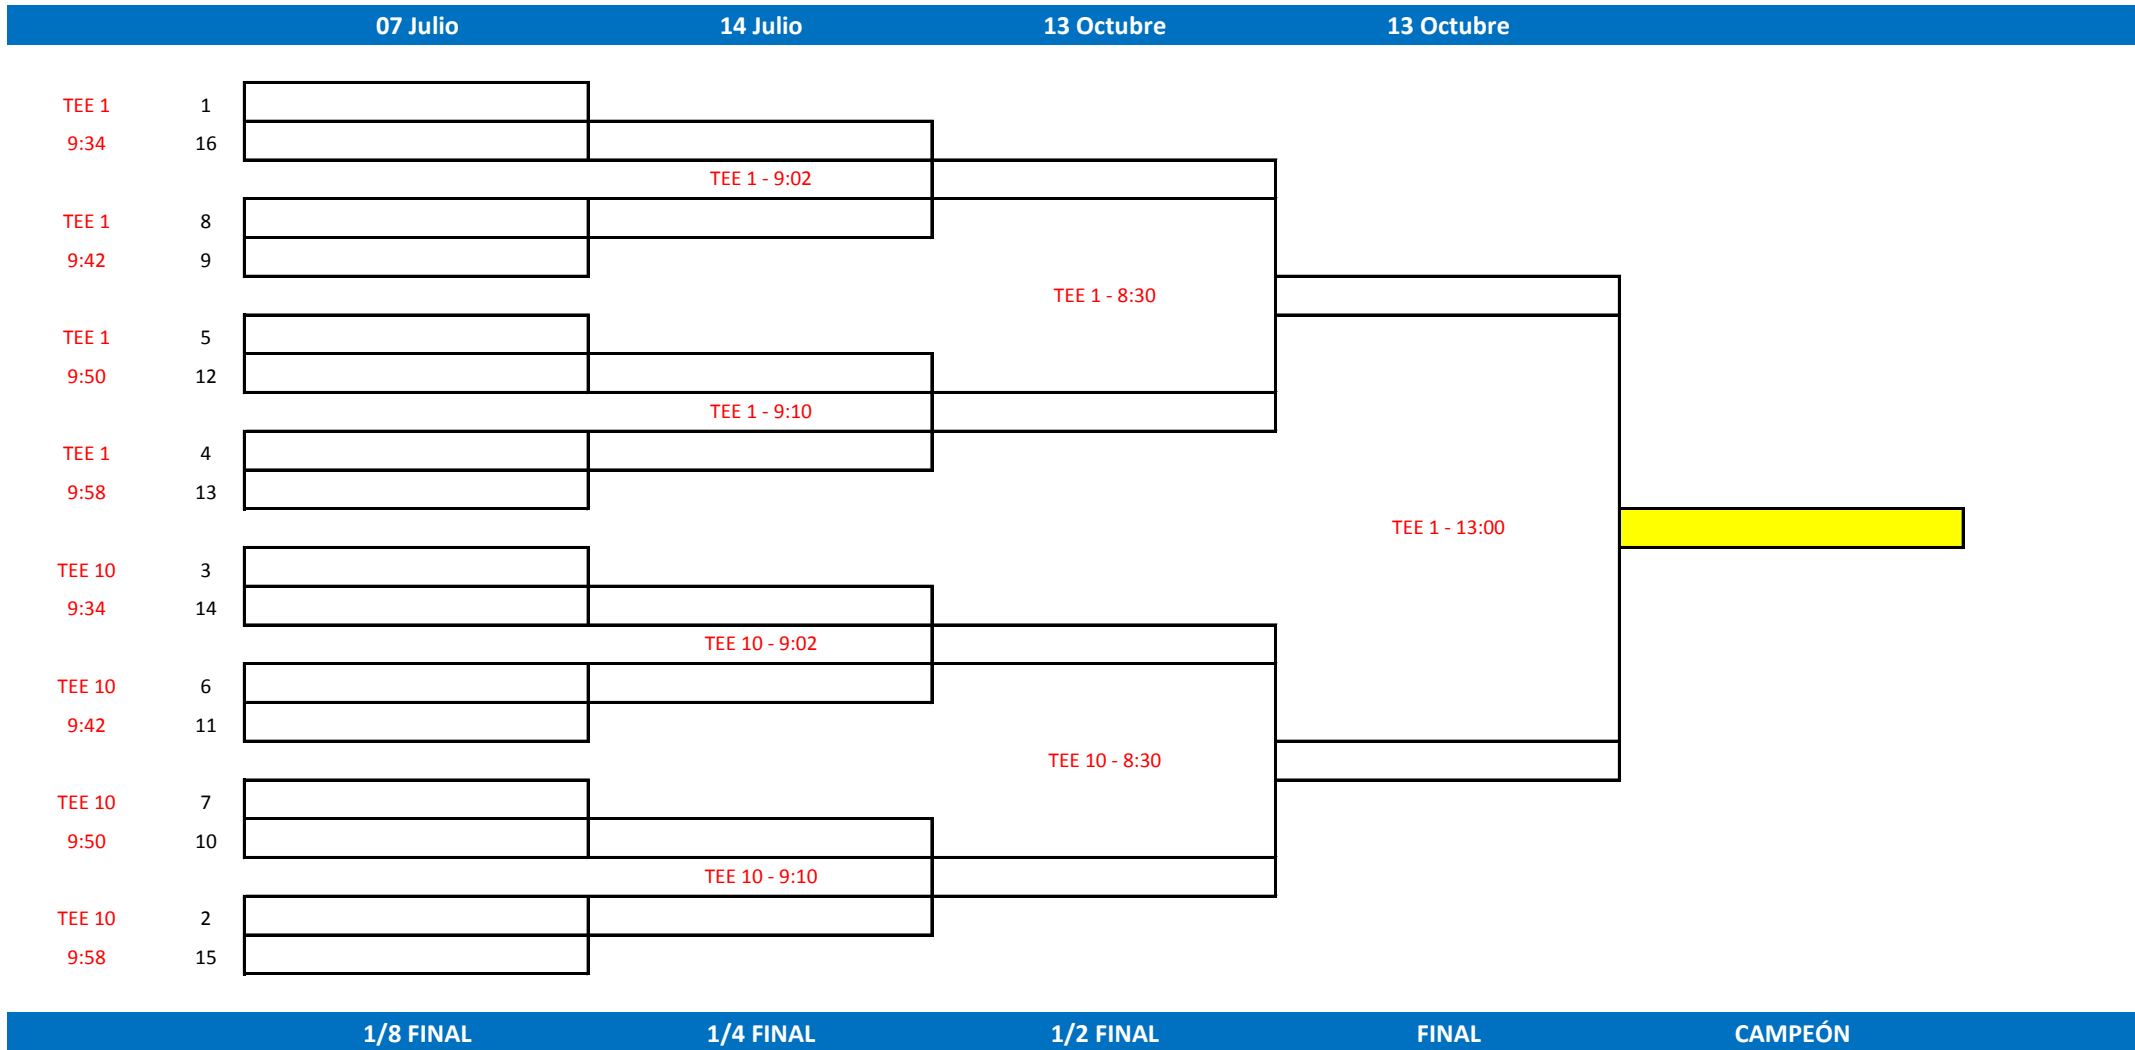 07 Julio 14 Julio 13 Octubre 13 Octubre
TEE 1 1
9:34 16
TEE 1 - 9:02
TEE 1 8
9:42 9
TEE 1 - 8:30
TEE 1 5
9:50 12
TEE 1 - 9:10
TEE 1 4
9:58 13
TEE 1 - 13:00
TEE 10 3
9:34 14
TEE 10 - 9:02
TEE 10 6
9:42 11
TEE 10 - 8:30
TEE 10 7
9:50 10
TEE 10 - 9:10
TEE 10 2
9:58 15
1/8 FINAL 1/4 FINAL 1/2 FINAL FINAL CAMPEÓN